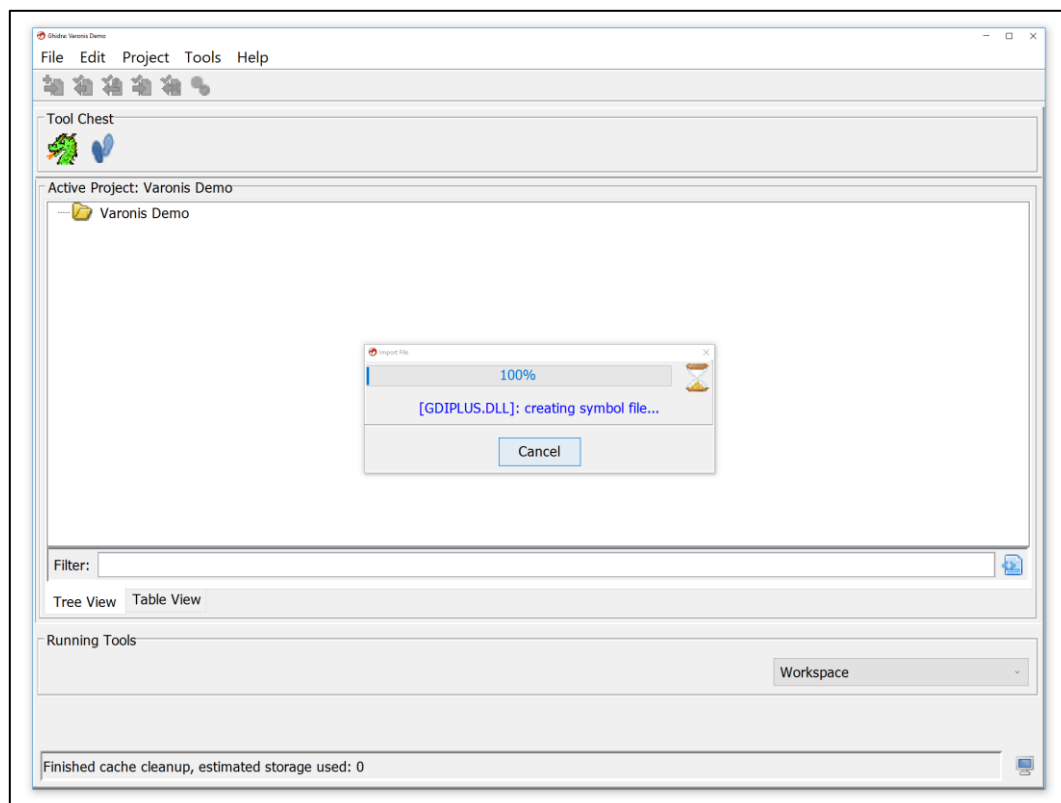 Ghidra: Varonis Demo
File Edit Project Tools Help
Tool Chest
Active Project: Varonis Demo
Varonis Demo
Import File
100%
[GDIPLUS.DLL]: creating symbol file...
Cancel
Filter:
Tree View Table View
Running Tools
Workspace
Finished cache cleanup, estimated storage used: 0